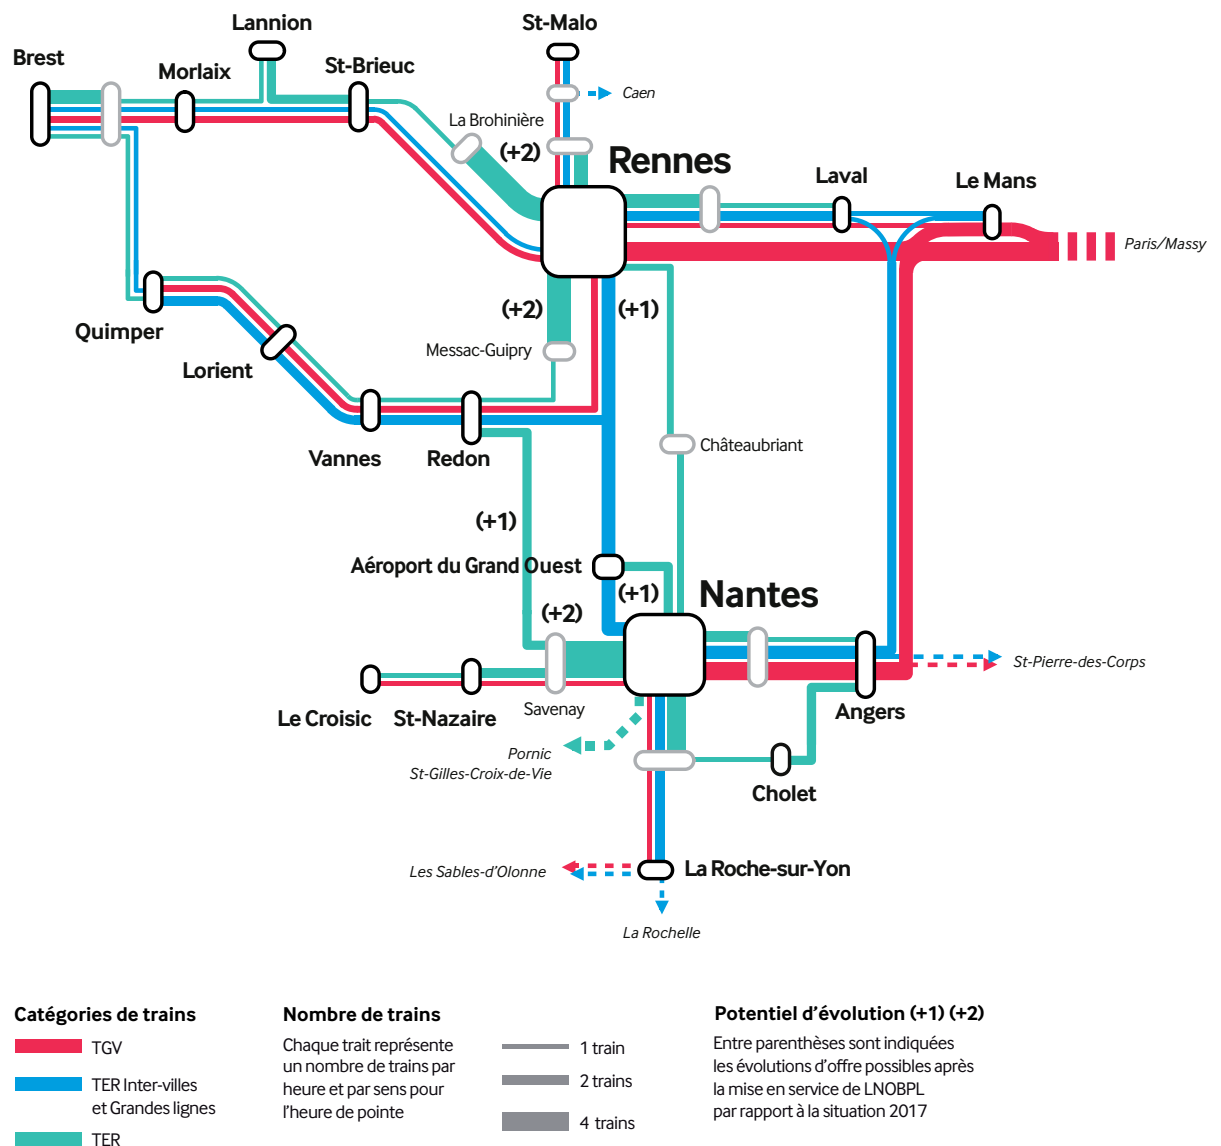 Lannion
St-Malo
Brest
Morlaix
St-Brieuc
Caen
La Brohinière
(+2)
Rennes
Laval
Le Mans
Paris/Massy
(+2)
(+1)
Quimper
Messac-Guipry
Lorient
Châteaubriant
Vannes
Redon
(+1)
Aéroport du Grand Ouest
(+1)
Nantes
(+2)
St-Pierre-des-Corps
Savenay
Le Croisic
St-Nazaire
Angers
Pornic
St-Gilles-Croix-de-Vie
Cholet
Les Sables-d'Olonne
La Roche-sur-Yon
La Rochelle
Catégories de trains
TGV
TER Inter-villes
et Grandes lignes
TER
Nombre de trains
Chaque trait représente
un nombre de trains par
heure et par sens pour
l'heure de pointe
1 train
2 trains
4 trains
Potentiel d'évolution (+1) (+2)
Entre parenthèses sont indiquées
les évolutions d'offre possibles après
la mise en service de LNOBPL
par rapport à la situation 2017